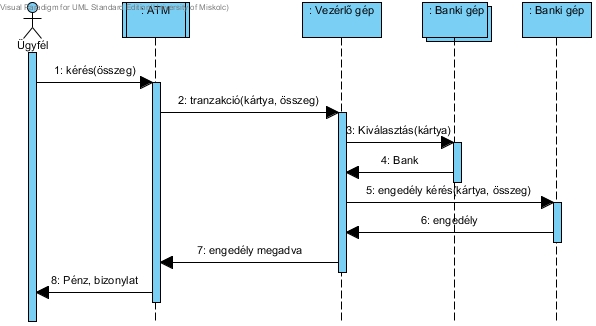 Visual Paradigm for UML Standard Edition(University of Miskolc)
: ATM
: Vezérlő gép
: Banki gép
: Banki gép
Ügyfél
1: kérés(összeg)
2: tranzakció(kártya, összeg)
3: Kiválasztás(kártya)
4: Bank
5: engedély kérés(kártya, összeg)
6: engedély
7: engedély megadva
8: Pénz, bizonylat